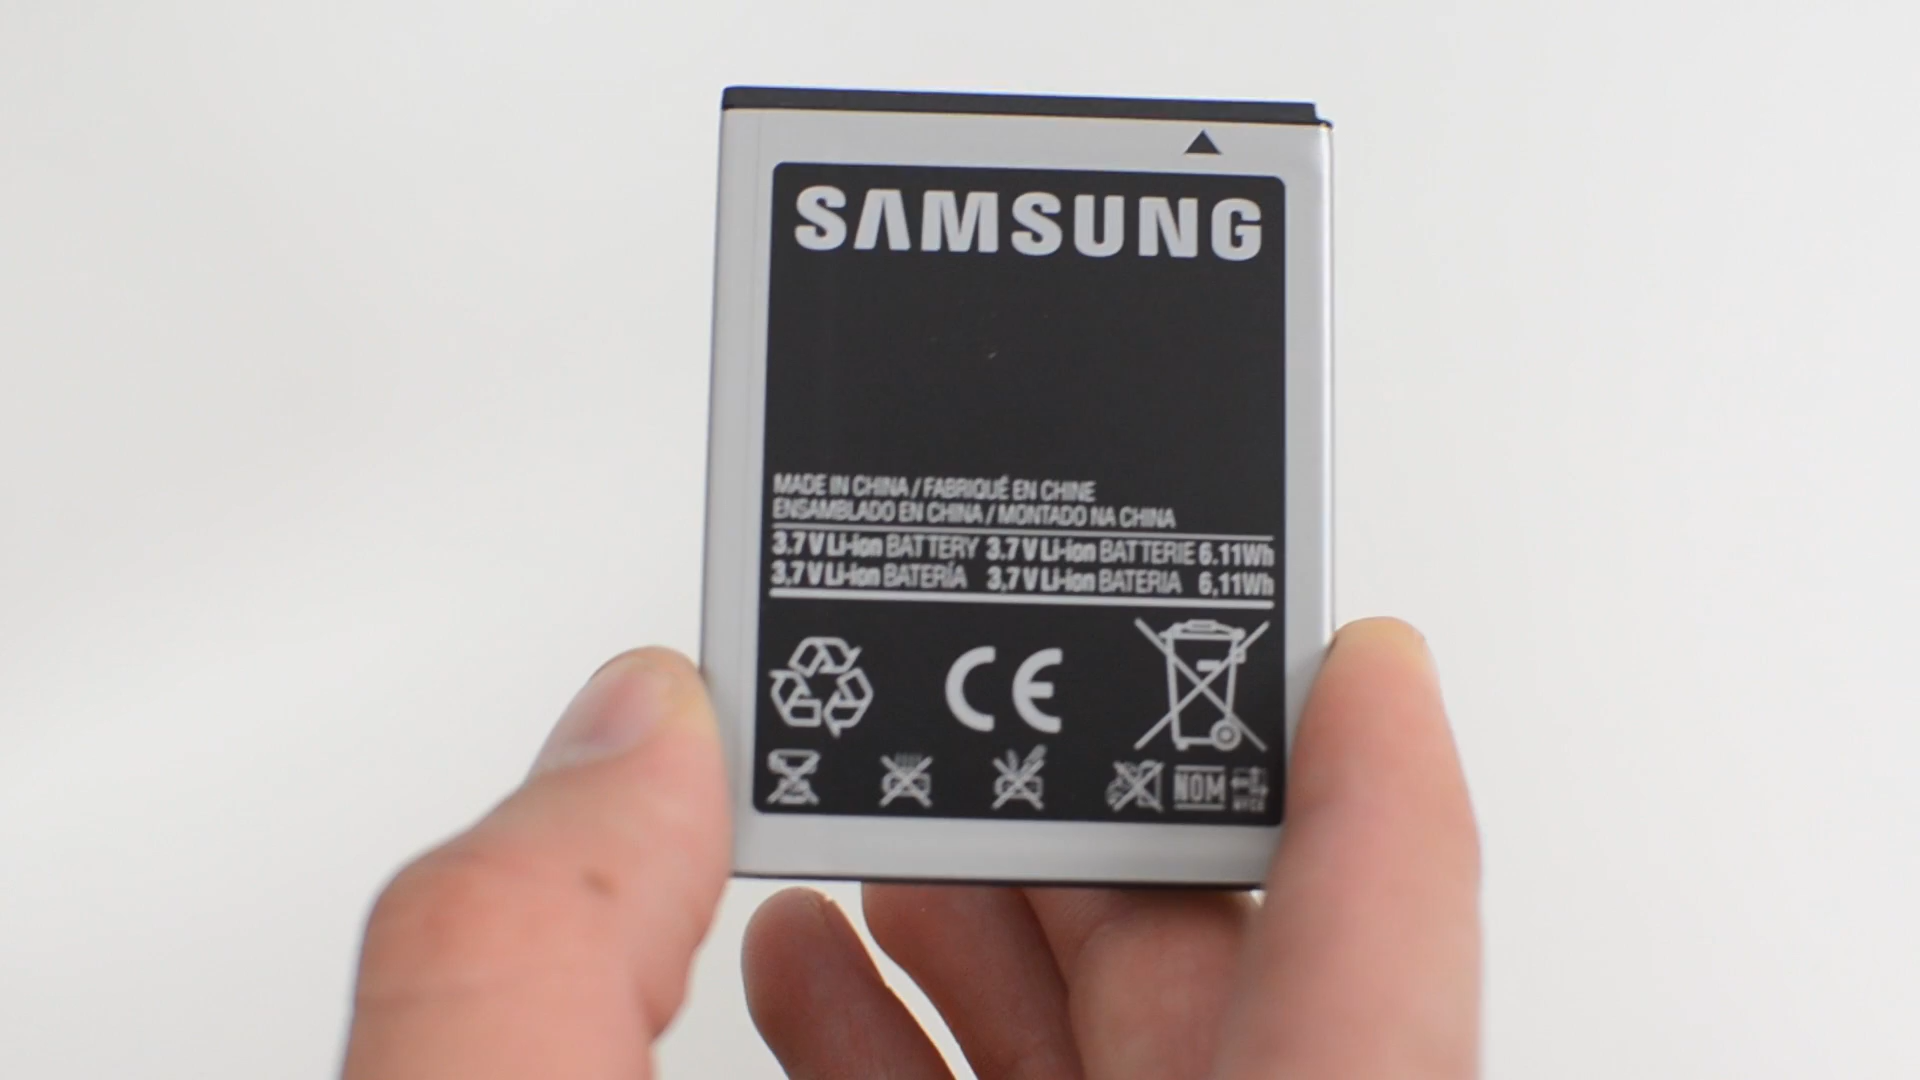 SAMSUNG
MADE IN CHINA / FABRIQUÉ EN CHINE
ENSAMBLADO EN CHINA / MONTADO NA CHINA
3.7 V Li-ion BATTERY 3.7 V Li-ion BATTERIE 6.11Wh
3,7 V Li-ion BATERÍA 3,7 V Li-ion BATERIA 6,11Wh
CE
NOM